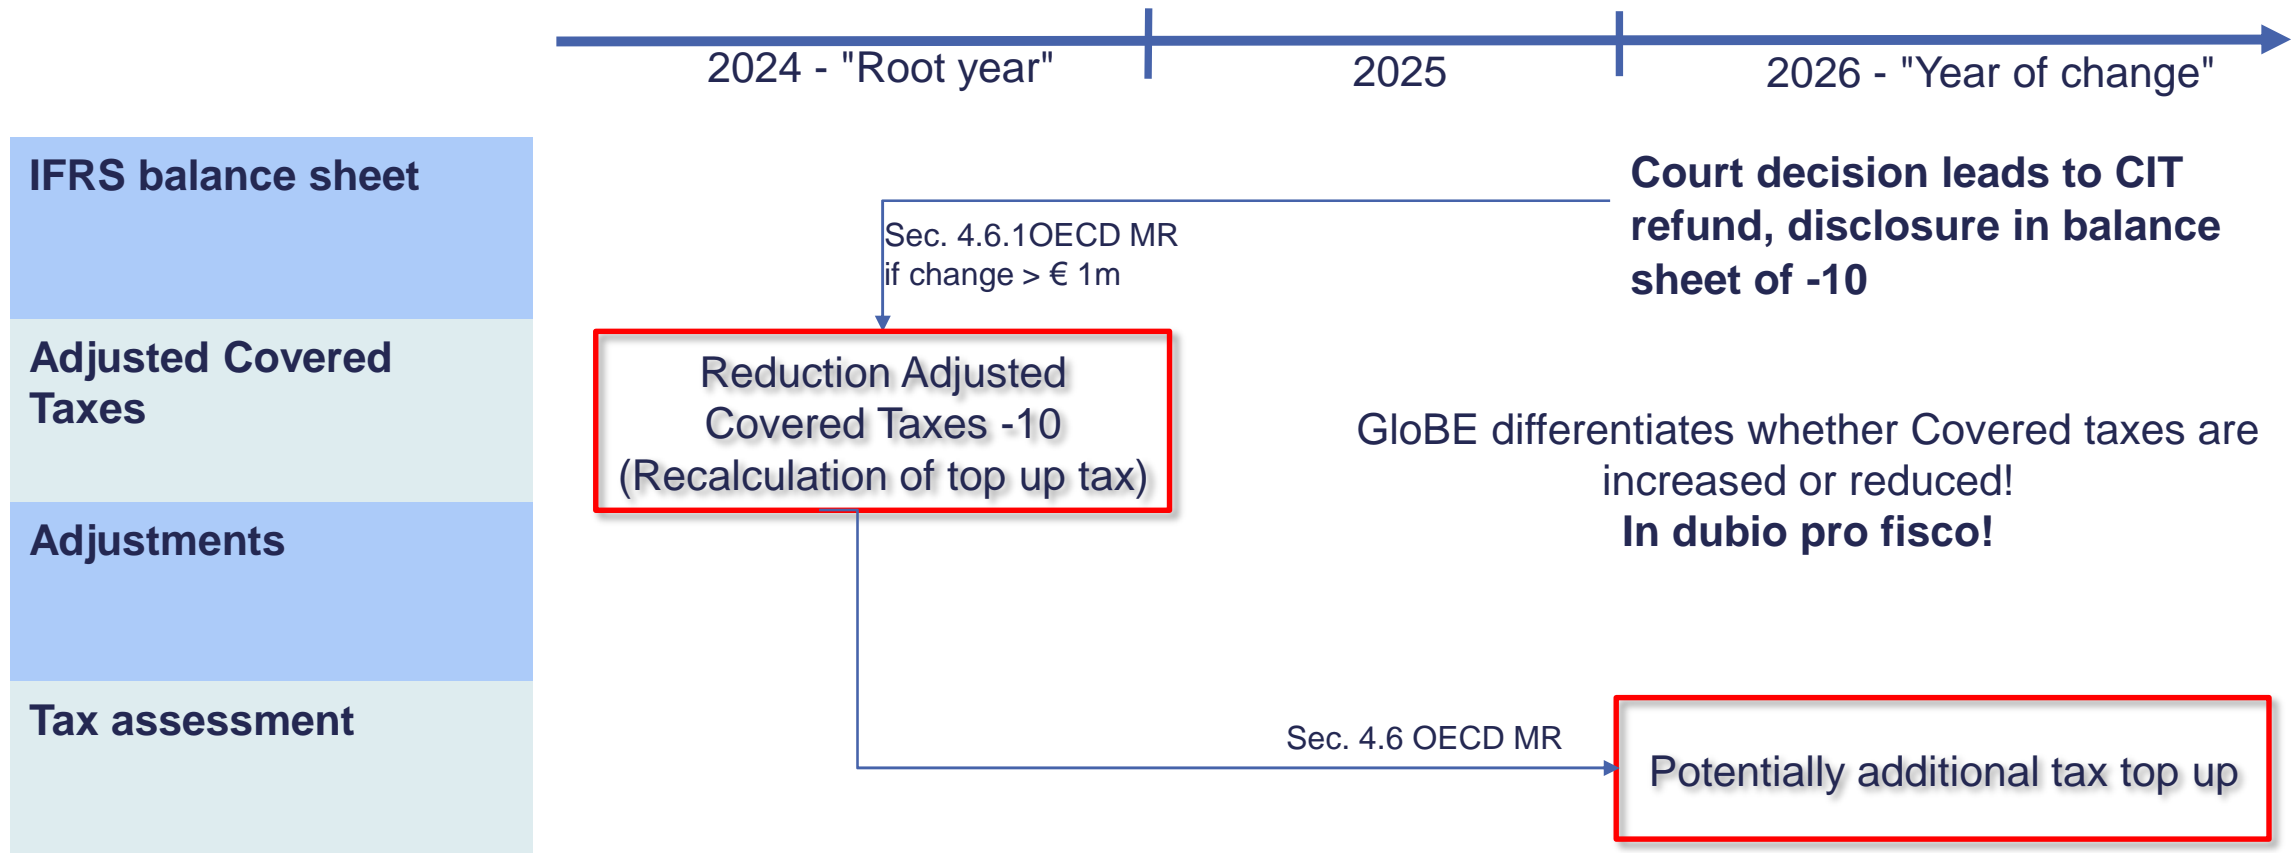 2024 - "Root year"
2025
2026 - "Year of change"
IFRS balance sheet
Sec. 4.6.1OECD MR
if change > € 1m
Court decision leads to CIT
refund, disclosure in balance
sheet of -10
Adjusted Covered
Taxes
Reduction Adjusted
Covered Taxes -10
(Recalculation of top up tax)
GloBE differentiates whether Covered taxes are
increased or reduced!
In dubio pro fisco!
Adjustments
Tax assessment
Sec. 4.6 OECD MR
Potentially additional tax top up